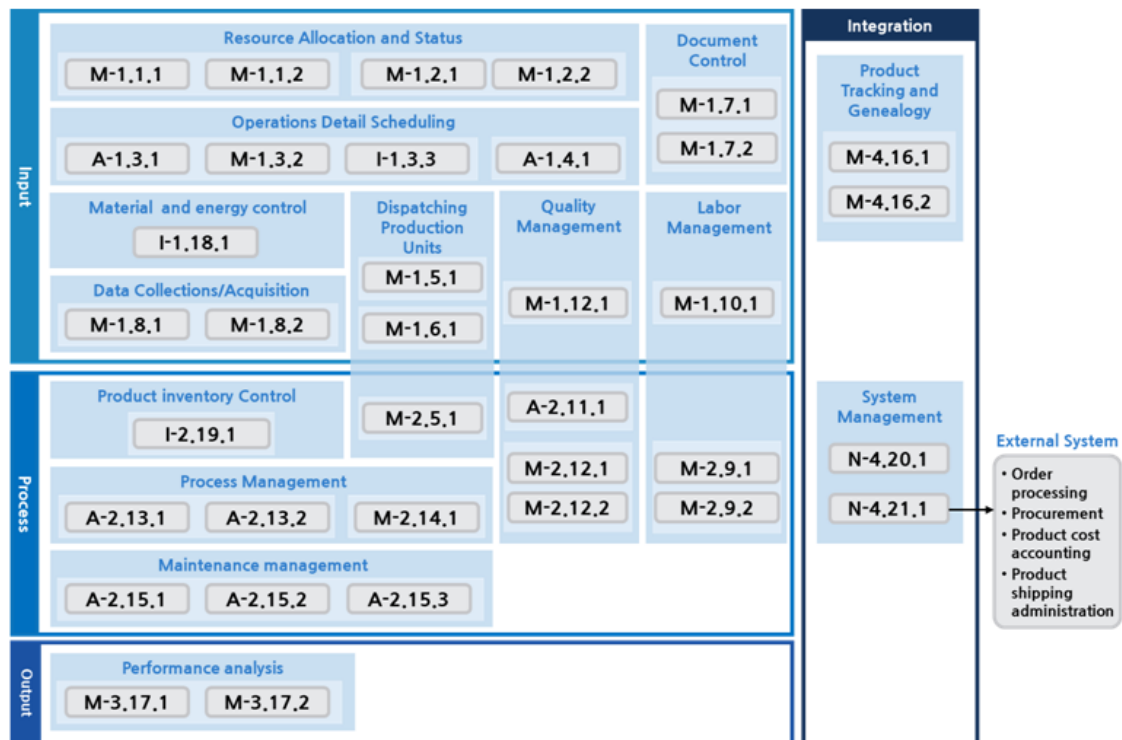 Input
Resource Allocation and Status
M-1.1.1
M-1.1.2
M-1.2.1
M-1.2.2
Operations Detail Scheduling
A-1.3.1
M-1.3.2
I-1.3.3
A-1.4.1
Document
Control
M-1.7.1
M-1.7.2
Material and energy control
I-1.18.1
Data Collections/Acquisition
M-1.8.1
M-1.8.2
Dispatching
Production
Units
M-1.5.1
M-1.6.1
Quality
Management
M-1.12.1
Labor
Management
M-1.10.1
Process
Product inventory Control
I-2.19.1
M-2.5.1
A-2.11.1
M-2.12.1
M-2.12.2
M-2.9.1
M-2.9.2
Process Management
A-2.13.1
A-2.13.2
M-2.14.1
Maintenance management
A-2.15.1
A-2.15.2
A-2.15.3
Output
Performance analysis
M-3.17.1
M-3.17.2
Integration
Product
Tracking and
Genealogy
M-4.16.1
M-4.16.2
System
Management
N-4.20.1
N-4.21.1
External System
• Order
processing
• Procurement
• Product cost
accounting
• Product
shipping
administration